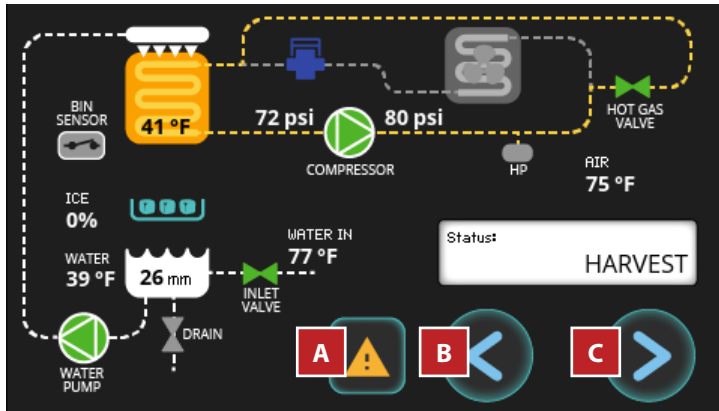 BIN
SENSOR
41 °F
72 psi
80 psi
COMPRESSOR
HP
HOT GAS
VALVE
AIR
75 °F
ICE
0%
WATER
39 °F
26 mm
WATER IN
77 °F
INLET
VALVE
DRAIN
WATER
PUMP
Status:
HARVEST
A
B
C